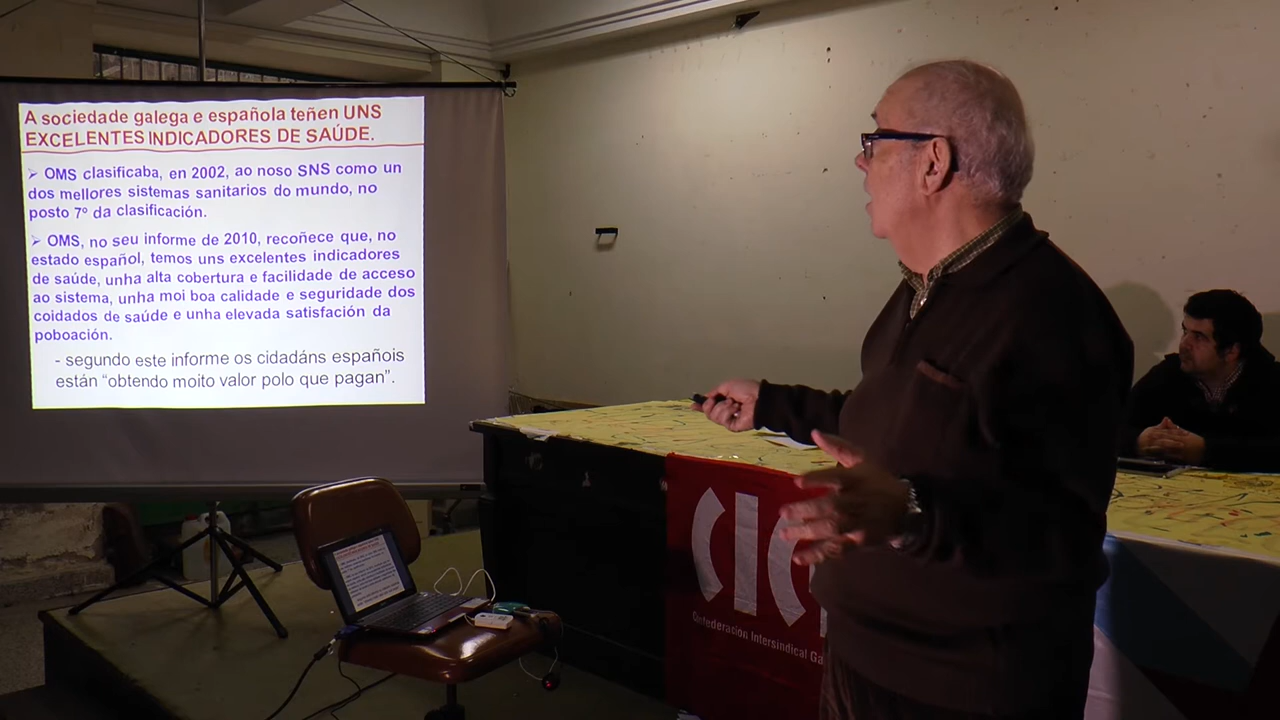 A sociedade galega e española teñen UNS
EXCELENTES INDICADORES DE SAÚDE.
➢ OMS clasificaba, en 2002, ao noso SNS como un
dos mellores sistemas sanitarios do mundo, no
posto 7º da clasificación.
➢ OMS, no seu informe de 2010, recoñece que, no
estado español, temos uns excelentes indicadores
de saúde, unha alta cobertura e facilidade de acceso
ao sistema, unha moi boa calidade e seguridade dos
coidados de saúde e unha elevada satisfación da
poboación.
- segundo este informe os cidadáns españois
están “obtendo moito valor polo que pagan”.
CIG
Confederación Intersindical Ga